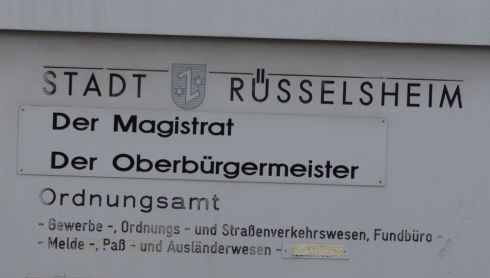 STADT RÜSSELSHEIM
Der Magistrat
Der Oberbürgermeister
Ordnungsamt
- Gewerbe -, Ordnungs - und Straßenverkehrswesen, Fundbüro -
- Melde -, Paß - und Ausländerwesen -